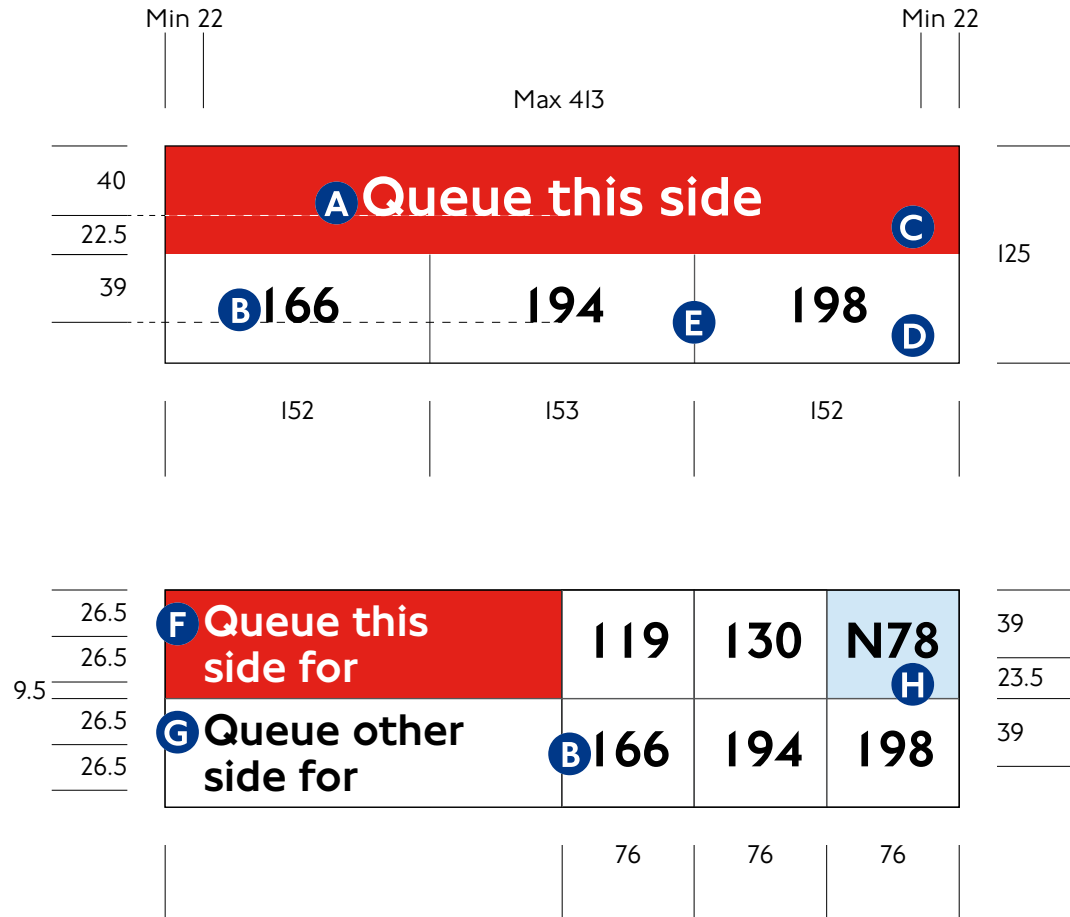 Min 22 Min 22
Max 413
40
A Queue this side
22.5 C
125
39
B 166 194 198
E
D
152 153 152
26.5 F Queue this 39
119 130 N78
26.5 side for
23.5
9.5 H
26.5 G Queue other 39
B 166 194 198
26.5 side for
76 76 76